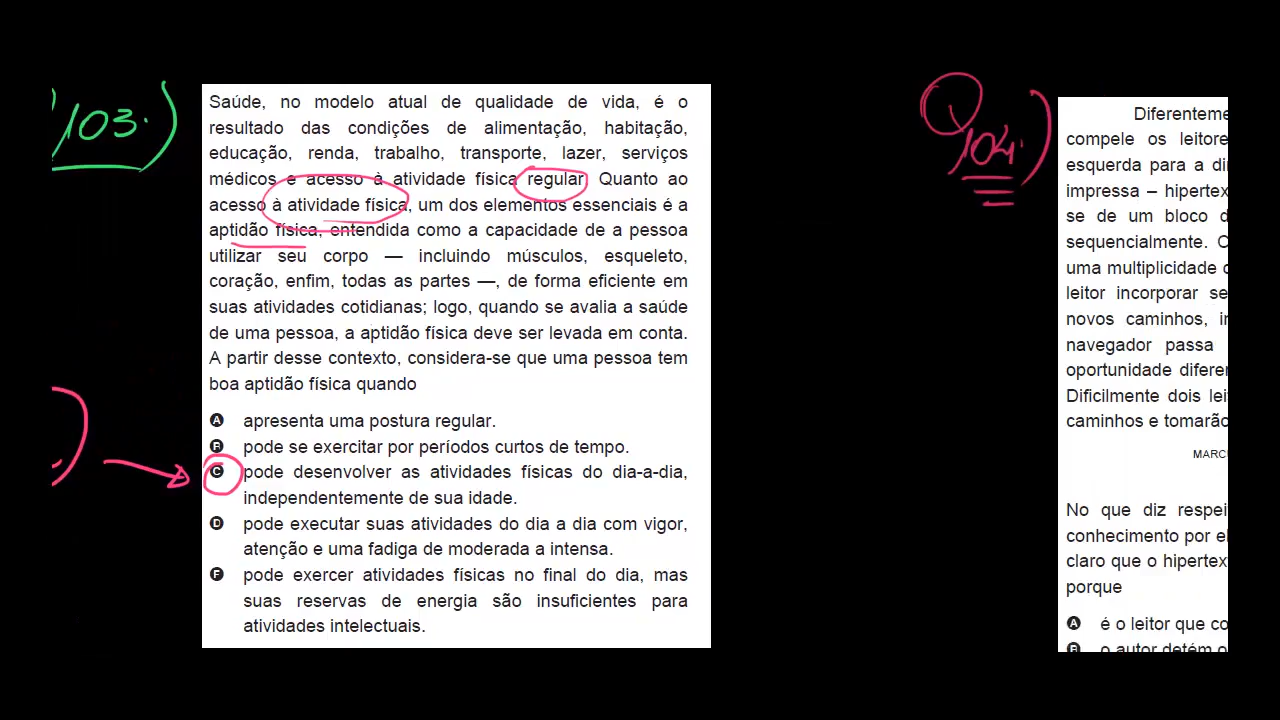 103.)
Saúde, no modelo atual de qualidade de vida, é o
resultado das condições de alimentação, habitação,
educação, renda, trabalho, transporte, lazer, serviços
médicos e acesso à atividade física regular. Quanto ao
acesso à atividade física, um dos elementos essenciais é a
aptidão física, entendida como a capacidade de a pessoa
utilizar seu corpo — incluindo músculos, esqueleto,
coração, enfim, todas as partes —, de forma eficiente em
suas atividades cotidianas; logo, quando se avalia a saúde
de uma pessoa, a aptidão física deve ser levada em conta.
A partir desse contexto, considera-se que uma pessoa tem
boa aptidão física quando
A apresenta uma postura regular.
B pode se exercitar por períodos curtos de tempo.
C pode desenvolver as atividades físicas do dia-a-dia,
independentemente de sua idade.
D pode executar suas atividades do dia a dia com vigor,
atenção e uma fadiga de moderada a intensa.
E pode exercer atividades físicas no final do dia, mas
suas reservas de energia são insuficientes para
atividades intelectuais.
Q 104.)
Diferenteme
compele os leitore
esquerda para a di
impressa – hipertex
se de um bloco d
sequencialmente. C
uma multiplicidade
leitor incorporar se
novos caminhos, i
navegador passa
oportunidade difere
Dificilmente dois lei
caminhos e tomarão
MARC
No que diz respei
conhecimento por el
claro que o hipertex
porque
A é o leitor que co
B o autor detém o